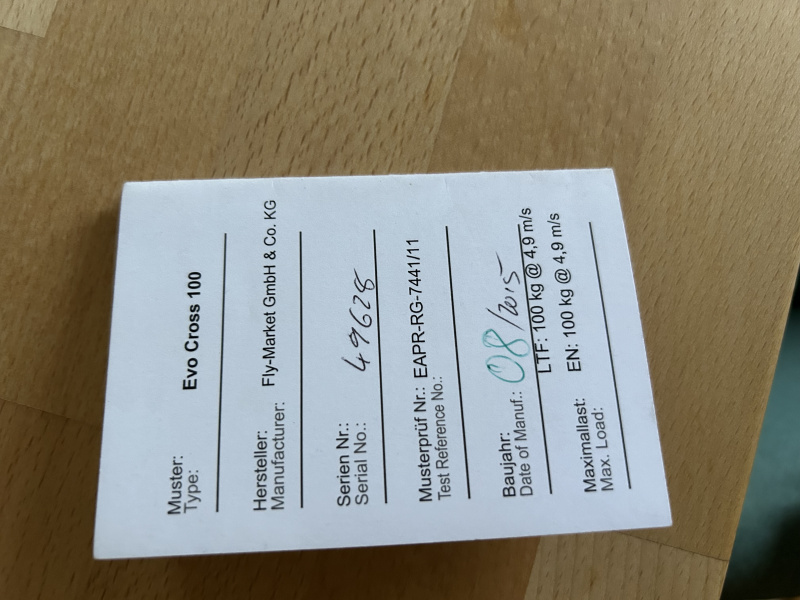 Muster:
Type: Evo Cross 100
Hersteller:
Manufacturer: Fly-Market GmbH & Co. KG
Serien Nr.:
Serial No.: 49628
Musterprüf Nr.: EAPR-RG-7441/11
Test Reference No.:
Baujahr:
Date of Manuf.: 08/2015
LTF: 100 kg @ 4,9 m/s
Maximallast: EN: 100 kg @ 4,9 m/s
Max. Load: